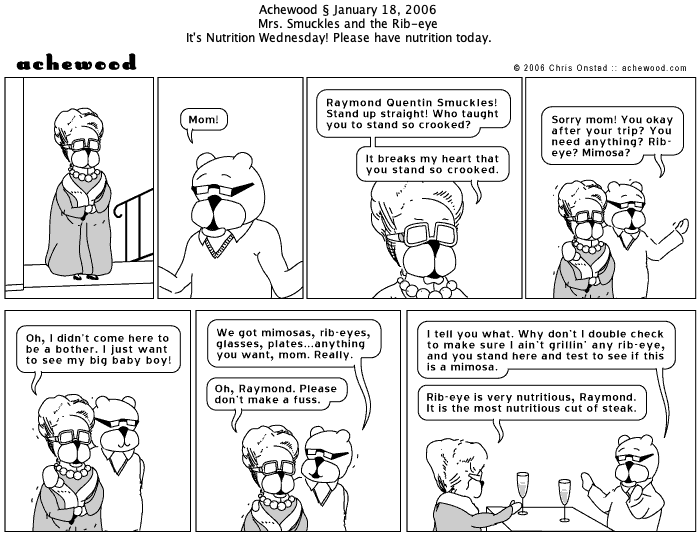 Achewood § January 18, 2006
Mrs. Smuckles and the Rib-eye
It's Nutrition Wednesday! Please have nutrition today.
achewood
© 2006 Chris Onstad :: achewood.com
Mom!
Raymond Quentin Smuckles!
Stand up straight! Who taught
you to stand so crooked?
It breaks my heart that
you stand so crooked.
Sorry mom! You okay
after your trip? You
need anything? Rib-
eye? Mimosa?
Oh, I didn't come here to
be a bother. I just want
to see my big baby boy!
We got mimosas, rib-eyes,
glasses, plates...anything
you want, mom. Really.
Oh, Raymond. Please
don't make a fuss.
I tell you what. Why don't I double check
to make sure I ain't grillin' any rib-eye,
and you stand here and test to see if this
is a mimosa.
Rib-eye is very nutritious, Raymond.
It is the most nutritious cut of steak.